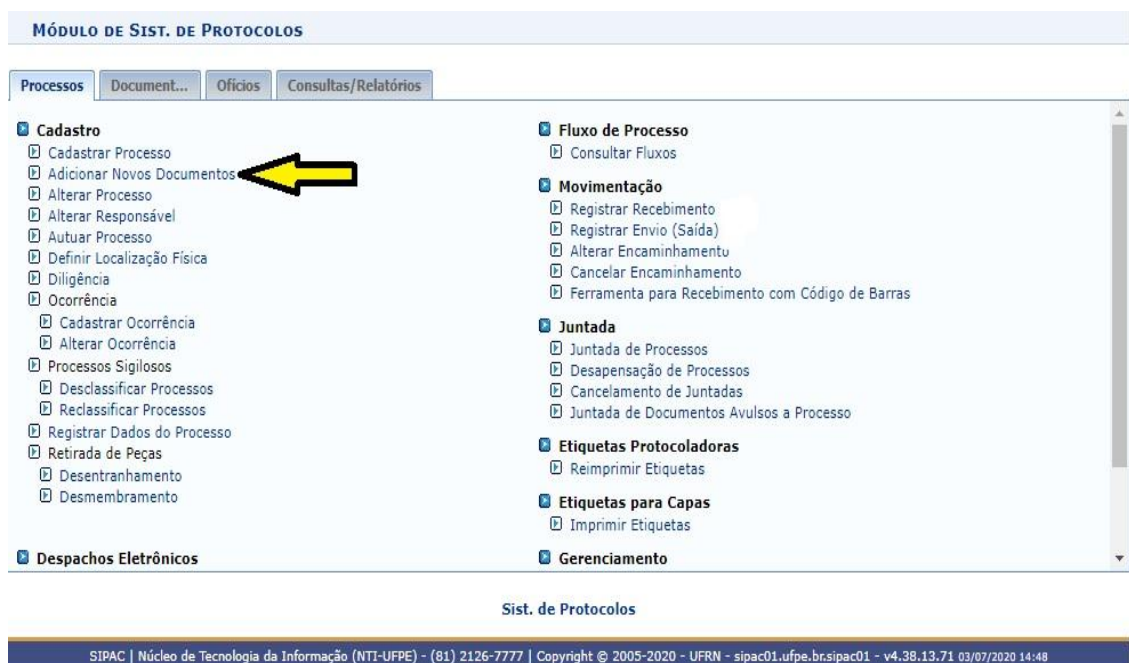 MÓDULO DE SIST. DE PROTOCOLOS
Processos Document... Ofícios Consultas/Relatórios
Cadastro
Cadastrar Processo
Adicionar Novos Documentos
Alterar Processo
Alterar Responsável
Autuar Processo
Definir Localização Física
Diligência
Ocorrência
Cadastrar Ocorrência
Alterar Ocorrência
Processos Sigilosos
Desclassificar Processos
Reclassificar Processos
Registrar Dados do Processo
Retirada de Peças
Desentranhamento
Desmembramento
Despachos Eletrônicos
Fluxo de Processo
Consultar Fluxos
Movimentação
Registrar Recebimento
Registrar Envio (Saída)
Alterar Encaminhamento
Cancelar Encaminhamento
Ferramenta para Recebimento com Código de Barras
Juntada
Juntada de Processos
Desapensação de Processos
Cancelamento de Juntadas
Juntada de Documentos Avulsos a Processo
Etiquetas Protocoladoras
Reimprimir Etiquetas
Etiquetas para Capas
Imprimir Etiquetas
Gerenciamento
Sist. de Protocolos
SIPAC | Núcleo de Tecnologia da Informação (NTI-UFPE) - (81) 2126-7777 | Copyright © 2005-2020 - UFRN - sipac01.ufpe.br.sipac01 - v4.38.13.71 03/07/2020 14:48